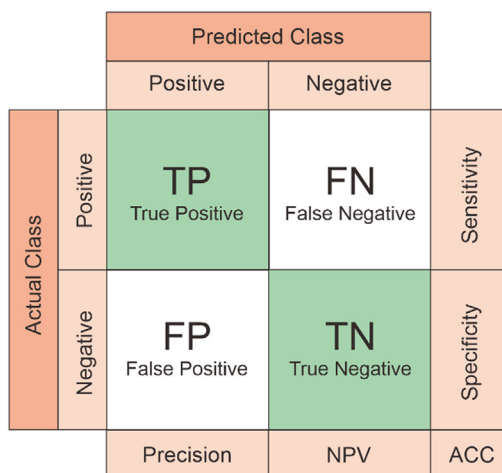 Predicted Class
Positive
Negative
Actual Class
Positive
TP
True Positive
FN
False Negative
Sensitivity
Negative
FP
False Positive
TN
True Negative
Specificity
Precision
NPV
ACC